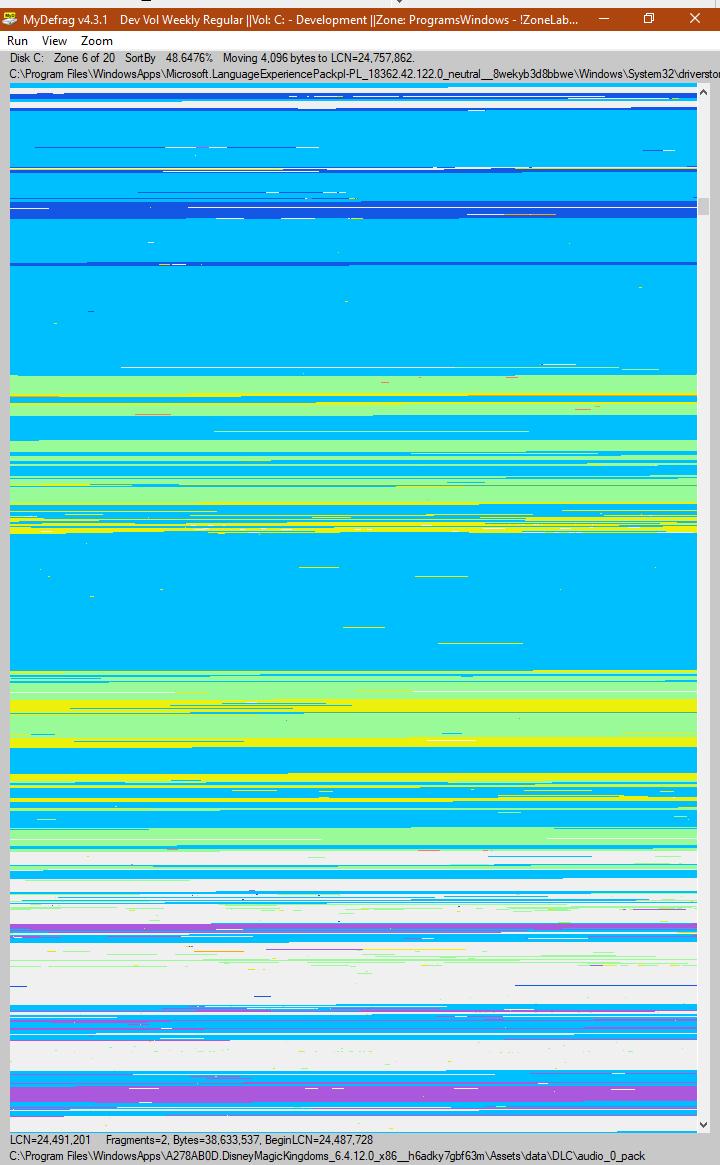 MyDefrag v4.3.1 Dev Vol Weekly Regular ||Vol: C: - Development ||Zone: ProgramsWindows - !ZoneLab...
Run View Zoom
Disk C: Zone 6 of 20 SortBy 48.6476% Moving 4,096 bytes to LCN=24,757,862.
C:\Program Files\WindowsApps\Microsoft.LanguageExperiencePackpl-PL_18362.42.122.0_neutral__8wekyb3d8bbwe\Windows\System32\driverstor
LCN=24,491,201 Fragments=2, Bytes=38,633,537, BeginLCN=24,487,728
C:\Program Files\WindowsApps\A278AB0D.DisneyMagicKingdoms_6.4.12.0_x86__h6adky7gbf63m\Assets\data\DLC\audio_0_pack